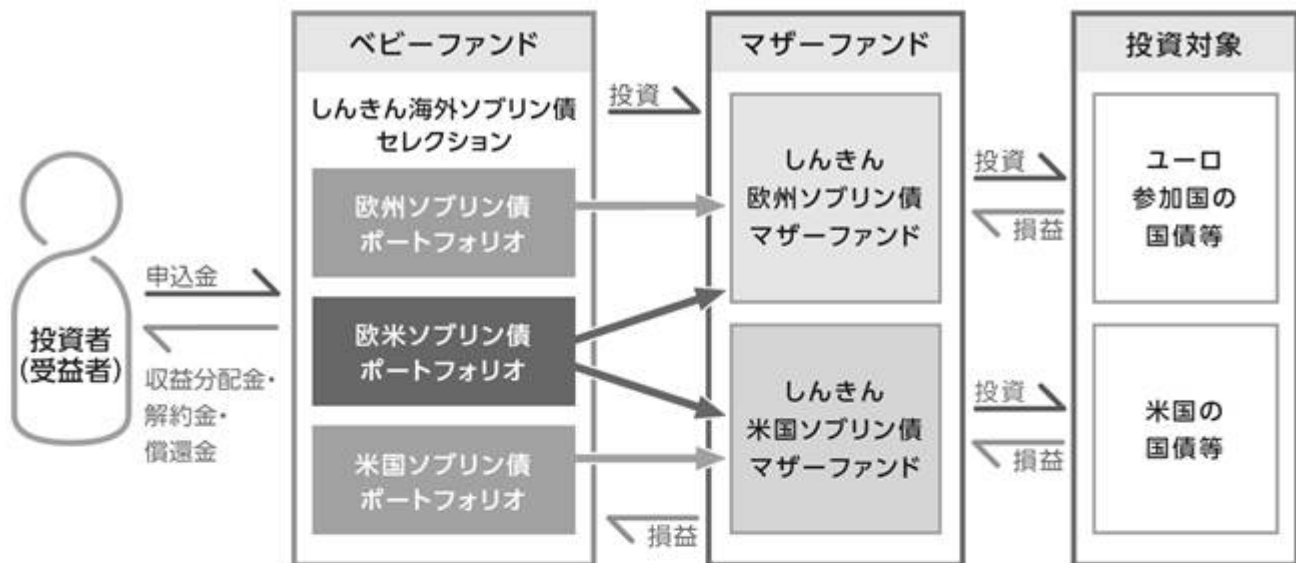 投資者
(受益者)
申込金
収益分配金・
解約金・
償還金
ベビーファンド
しんきん海外ソブリン債
セレクション
欧州ソブリン債
ポートフォリオ
欧米ソブリン債
ポートフォリオ
米国ソブリン債
ポートフォリオ
投資
損益
マザーファンド
しんきん
欧州ソブリン債
マザーファンド
しんきん
米国ソブリン債
マザーファンド
投資
損益
投資
損益
投資対象
ユーロ
参加国の
国債等
米国の
国債等